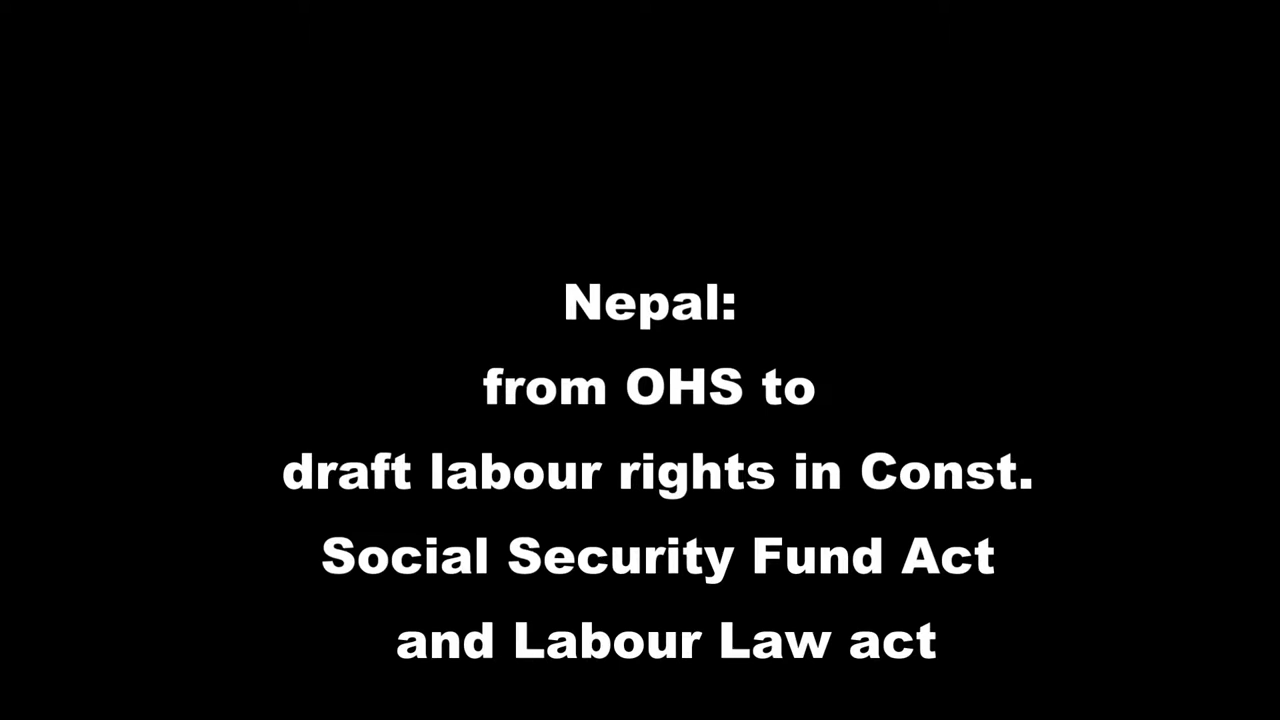 Nepal:
from OHS to
draft labour rights in Const.
Social Security Fund Act
and Labour Law act